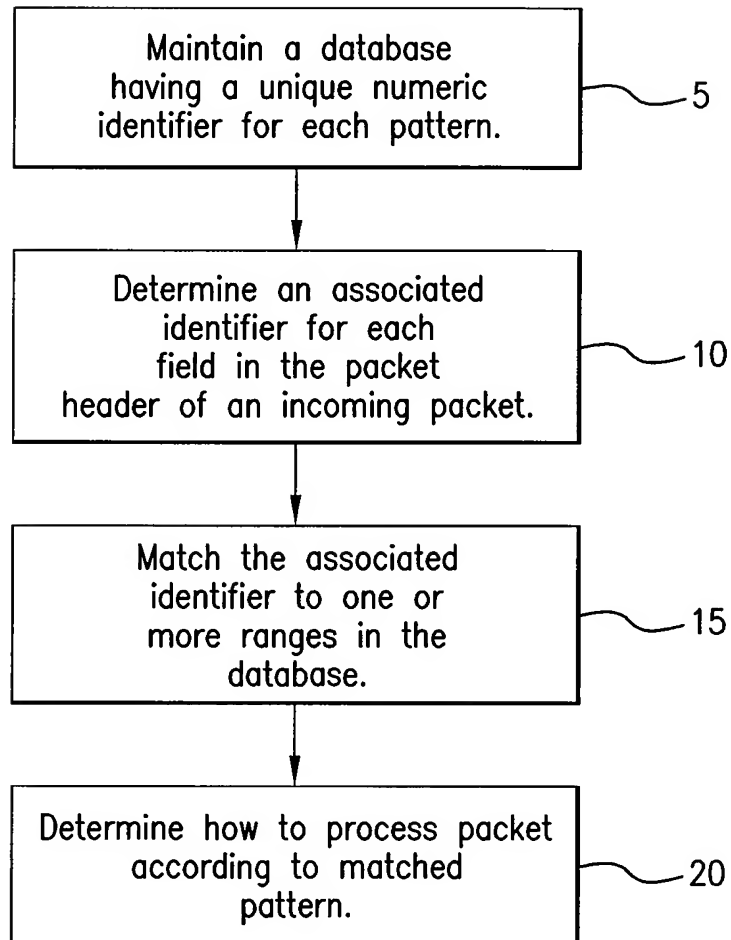 Maintain a database
having a unique numeric
identifier for each pattern.
5
Determine an associated
identifier for each
field in the packet
header of an incoming packet.
10
Match the associated
identifier to one or
more ranges in the
database.
15
Determine how to process packet
according to matched
pattern.
20